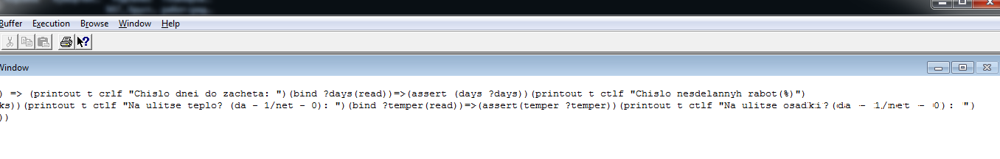 Buffer Execution Browse Window Help
Window
) => (printout t crlf "Chislo dnei do zacheta: ")(bind ?days(read))=>(assert (days ?days))(printout t ctlf "Chislo nesdelannyh rabot(%)")
ks))(printout t ctlf "Na ulitse teplo? (da - 1/net - 0): ")(bind ?temper(read))=>(assert(temper ?temper))(printout t ctlf "Na ulitse osadki?(da - 1/net - 0): ")
))